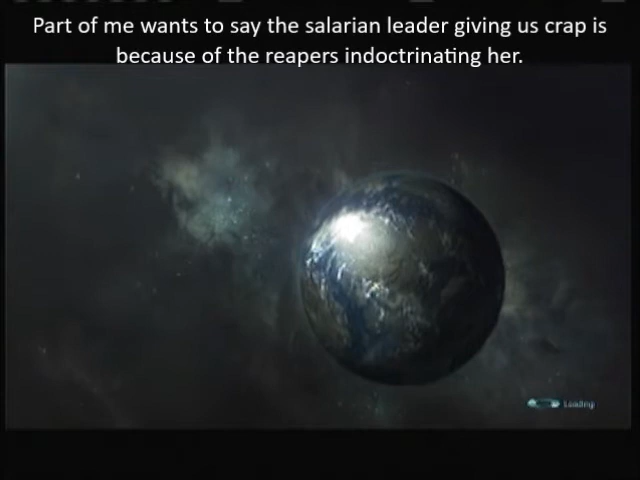 Part of me wants to say the salarian leader giving us crap is
because of the reapers indoctrinating her.
Loading